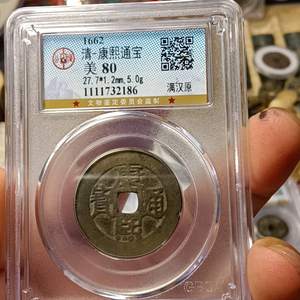 1662
清-康熙通宝
美 80
27.7*1.2mm,5.0g
1111732186
满汉原
★ 文物鉴定委员会监制 ★
康熙通寶